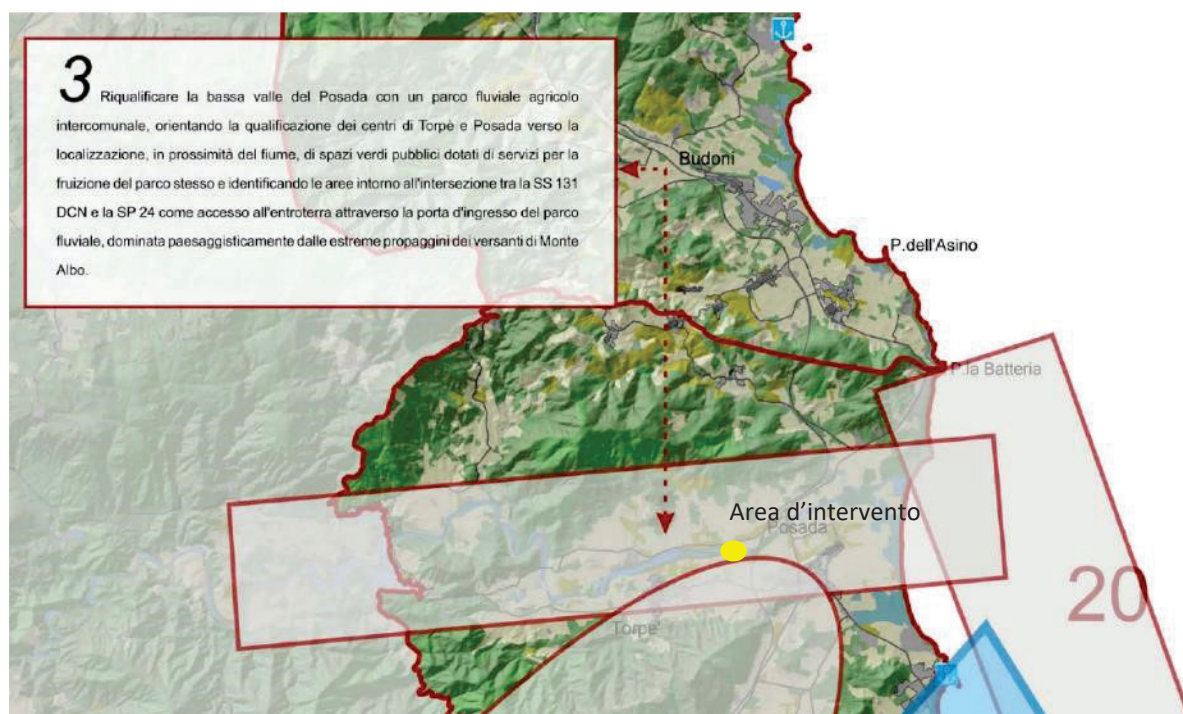 3 Riqualificare la bassa valle del Posada con un parco fluviale agricolo
intercomunale, orientando la qualificazione dei centri di Torpè e Posada verso la
localizzazione, in prossimità del fiume, di spazi verdi pubblici dotati di servizi per la
fruizione del parco stesso e identificando le aree intorno all'intersezione tra la SS 131
DCN e la SP 24 come accesso all'entroterra attraverso la porta d'ingresso del parco
fluviale, dominata paesaggisticamente dalle estreme propaggini dei versanti di Monte
Albo.
Budoni
P.dell'Asino
P.la Batteria
Area d'intervento
Posada
20
Torpe'